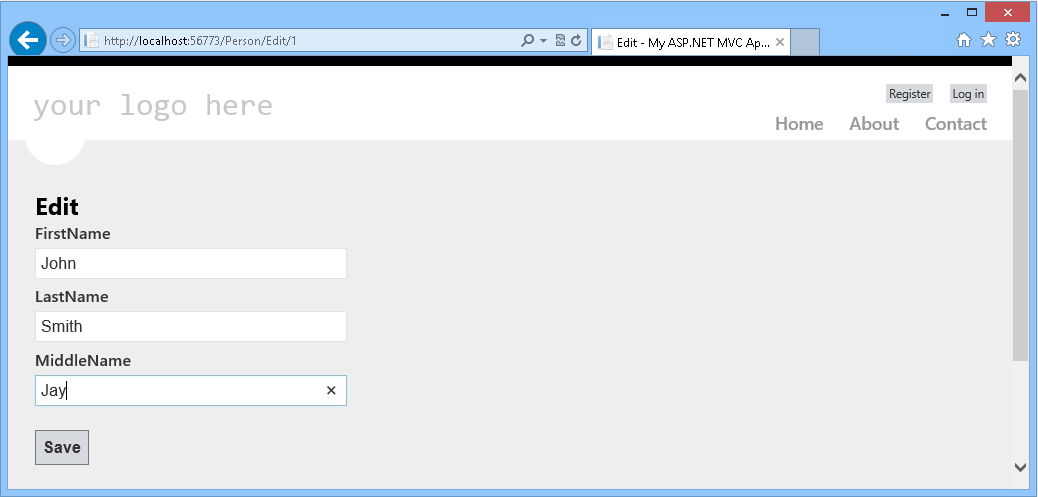 http://localhost:56773/Person/Edit/1
Edit - My ASP.NET MVC Ap...
your logo here
Register Log in
Home About Contact
Edit
FirstName
John
LastName
Smith
MiddleName
Jay
Save